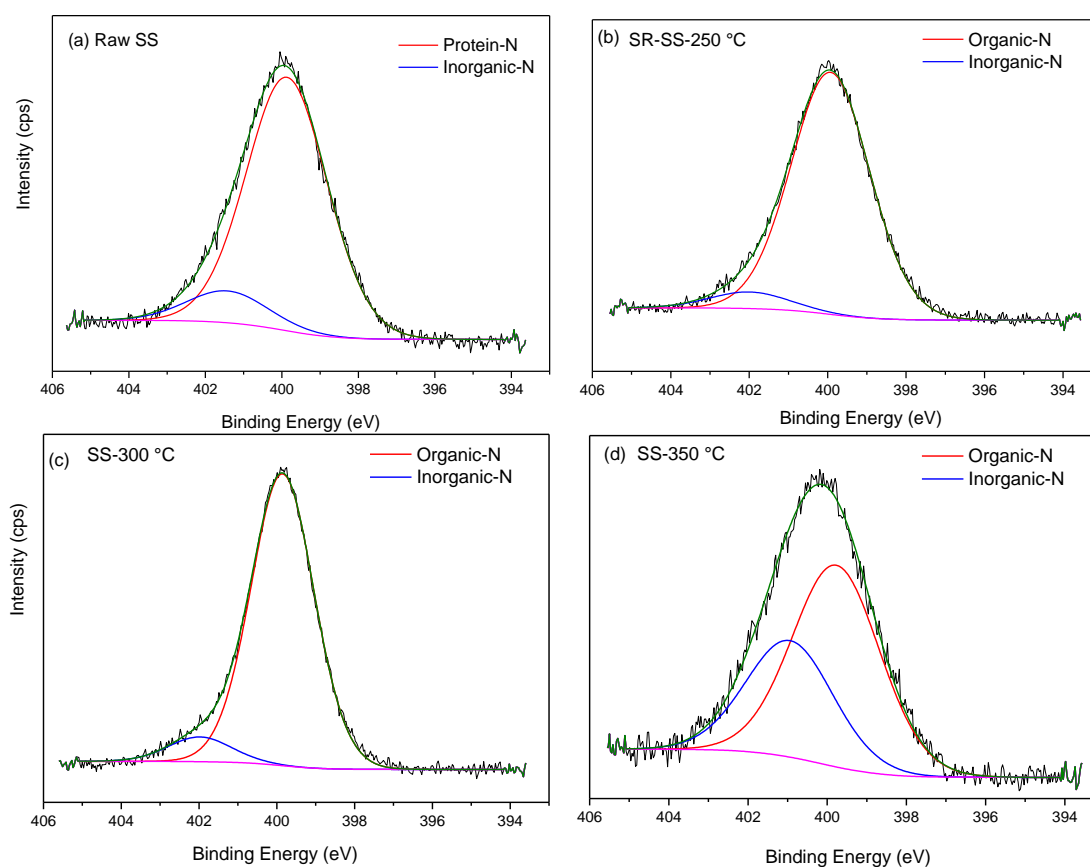 (a) Raw SS
Protein-N
Inorganic-N
Intensity (cps)
406 404 402 400 398 396 394
Binding Energy (eV)
(b) SR-SS-250 °C
Organic-N
Inorganic-N
406 404 402 400 398 396 394
Binding Energy (eV)
(c) SS-300 °C
Organic-N
Inorganic-N
Intensity (cps)
406 404 402 400 398 396 394
Binding Energy (eV)
(d) SS-350 °C
Organic-N
Inorganic-N
406 404 402 400 398 396 394
Binding Energy (eV)